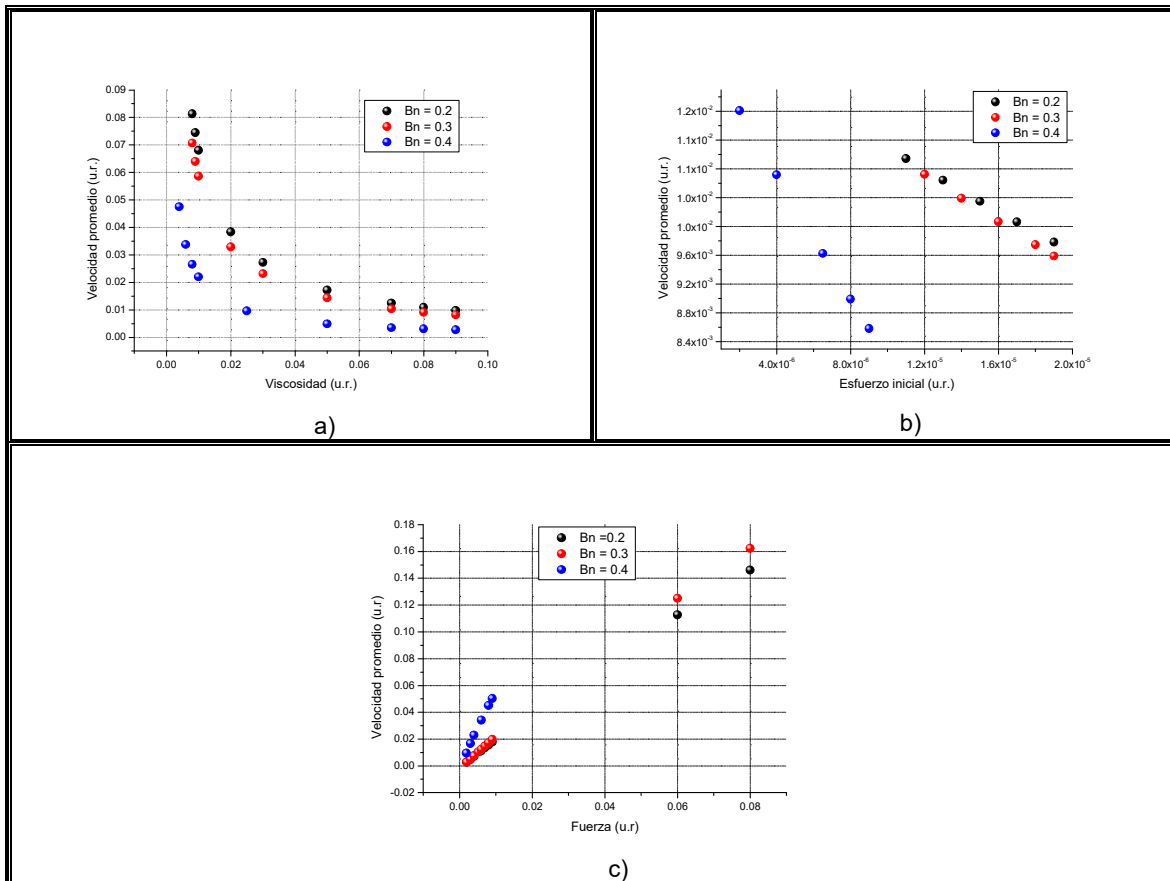 0.09
0.08
0.07
0.06
0.05
0.04
0.03
0.02
0.01
0.00
Velocidad promedio (u.r.)
Bn = 0.2
Bn = 0.3
Bn = 0.4
0.00 0.02 0.04 0.06 0.08 0.10
Viscosidad (u.r.)
a)
1.2x10⁻²
1.1x10⁻²
1.1x10⁻²
1.0x10⁻²
1.0x10⁻²
9.6x10⁻³
9.2x10⁻³
8.8x10⁻³
8.4x10⁻³
Velocidad promedio (u.r.)
Bn = 0.2
Bn = 0.3
Bn = 0.4
4.0x10⁻⁶ 8.0x10⁻⁶ 1.2x10⁻⁵ 1.6x10⁻⁵ 2.0x10⁻⁵
Esfuerzo inicial (u.r.)
b)
0.18
0.16
0.14
0.12
0.10
0.08
0.06
0.04
0.02
0.00
-0.02
Velocidad promedio (u.r)
Bn =0.2
Bn = 0.3
Bn = 0.4
0.00 0.02 0.04 0.06 0.08
Fuerza (u.r)
c)